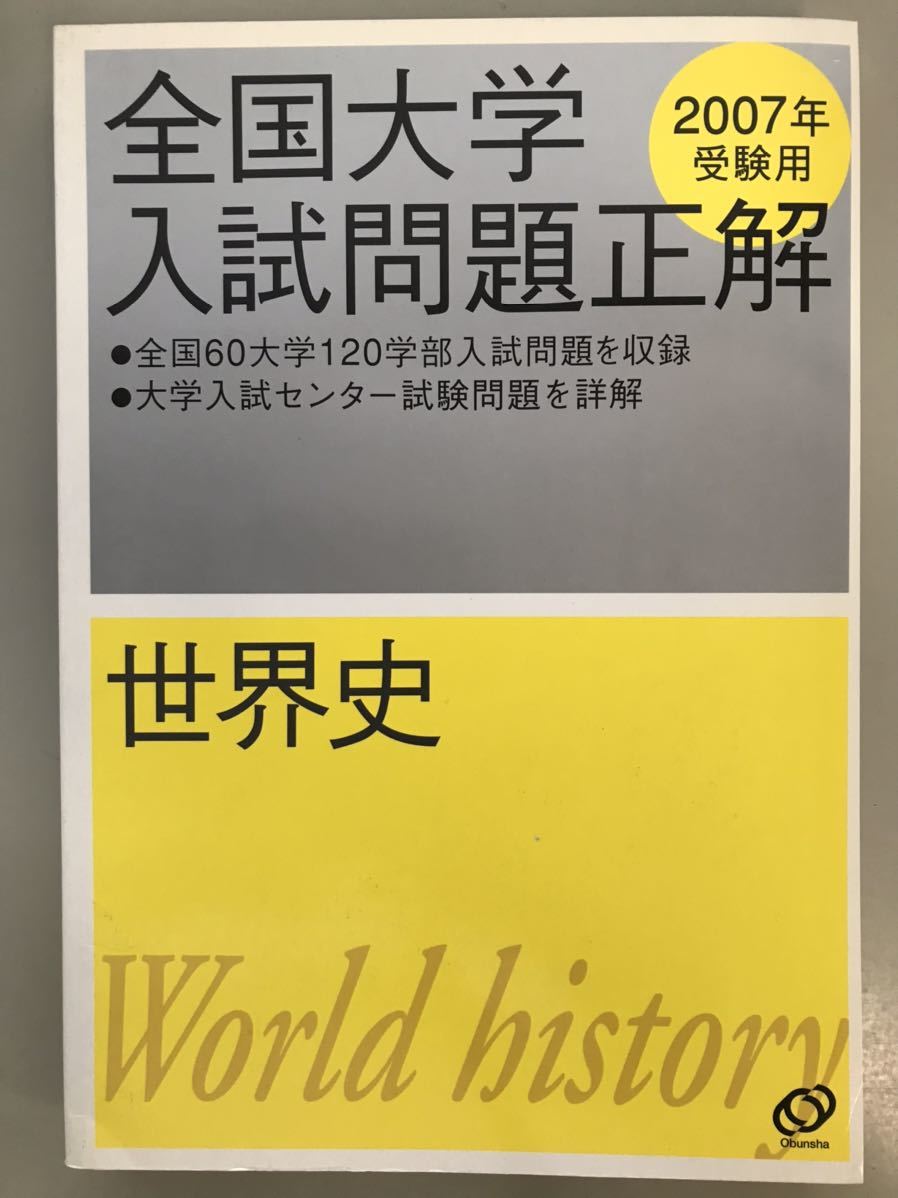 全国大学
2007年
受験用
入試問題正解
●全国60大学120学部入試問題を収録
●大学入試センター試験問題を詳解
世界史
World history
Obunsha